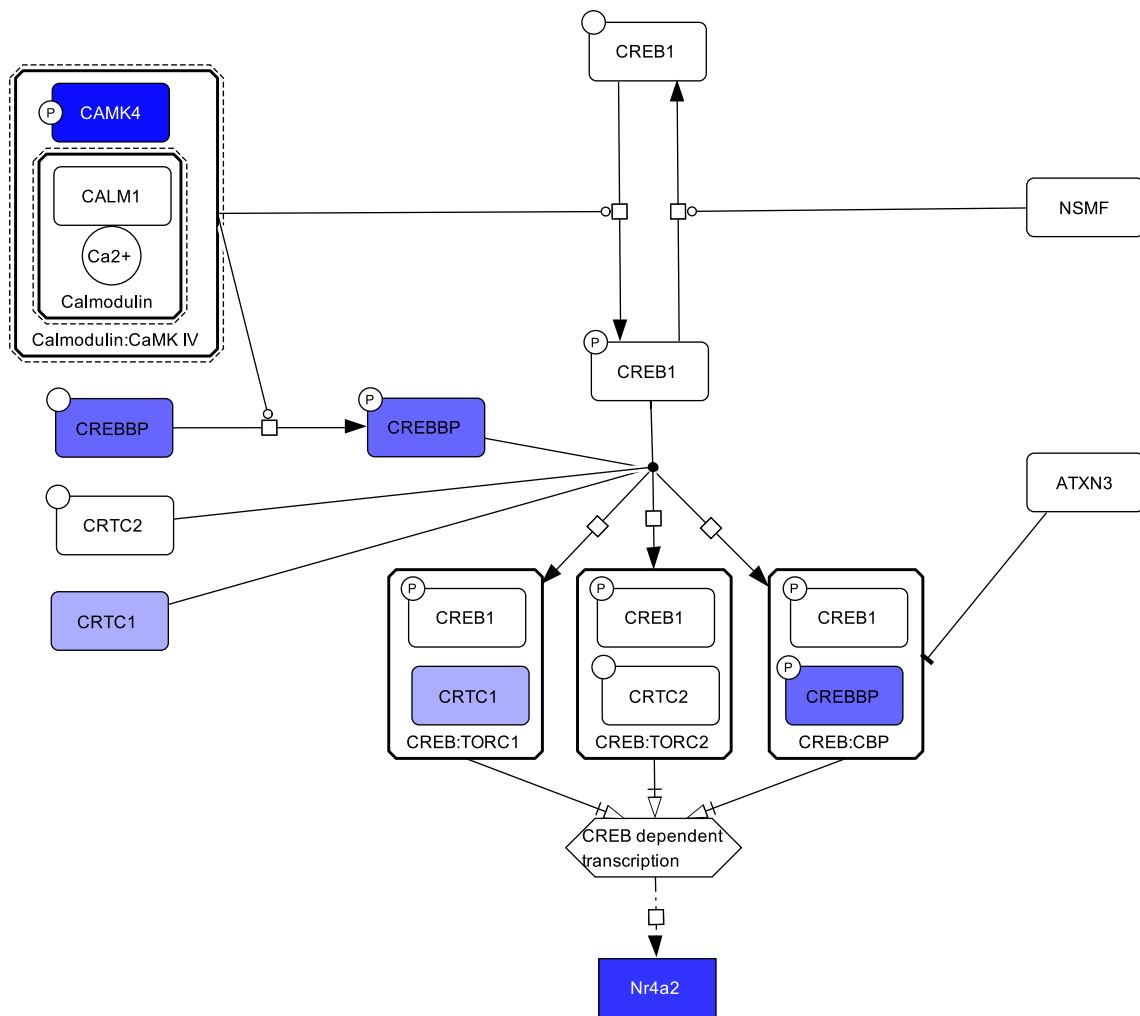 CREB1
P
CAMK4
CALM1
Ca2+
Calmodulin
Calmodulin:CaMK IV
NSMF
P
CREB1
CREBBP
P
CREBBP
CRTC2
ATXN3
CRTC1
P
CREB1
CRTC1
CREB:TORC1
P
CREB1
CRTC2
CREB:TORC2
P
CREB1
P
CREBBP
CREB:CBP
CREB dependent
transcription
Nr4a2